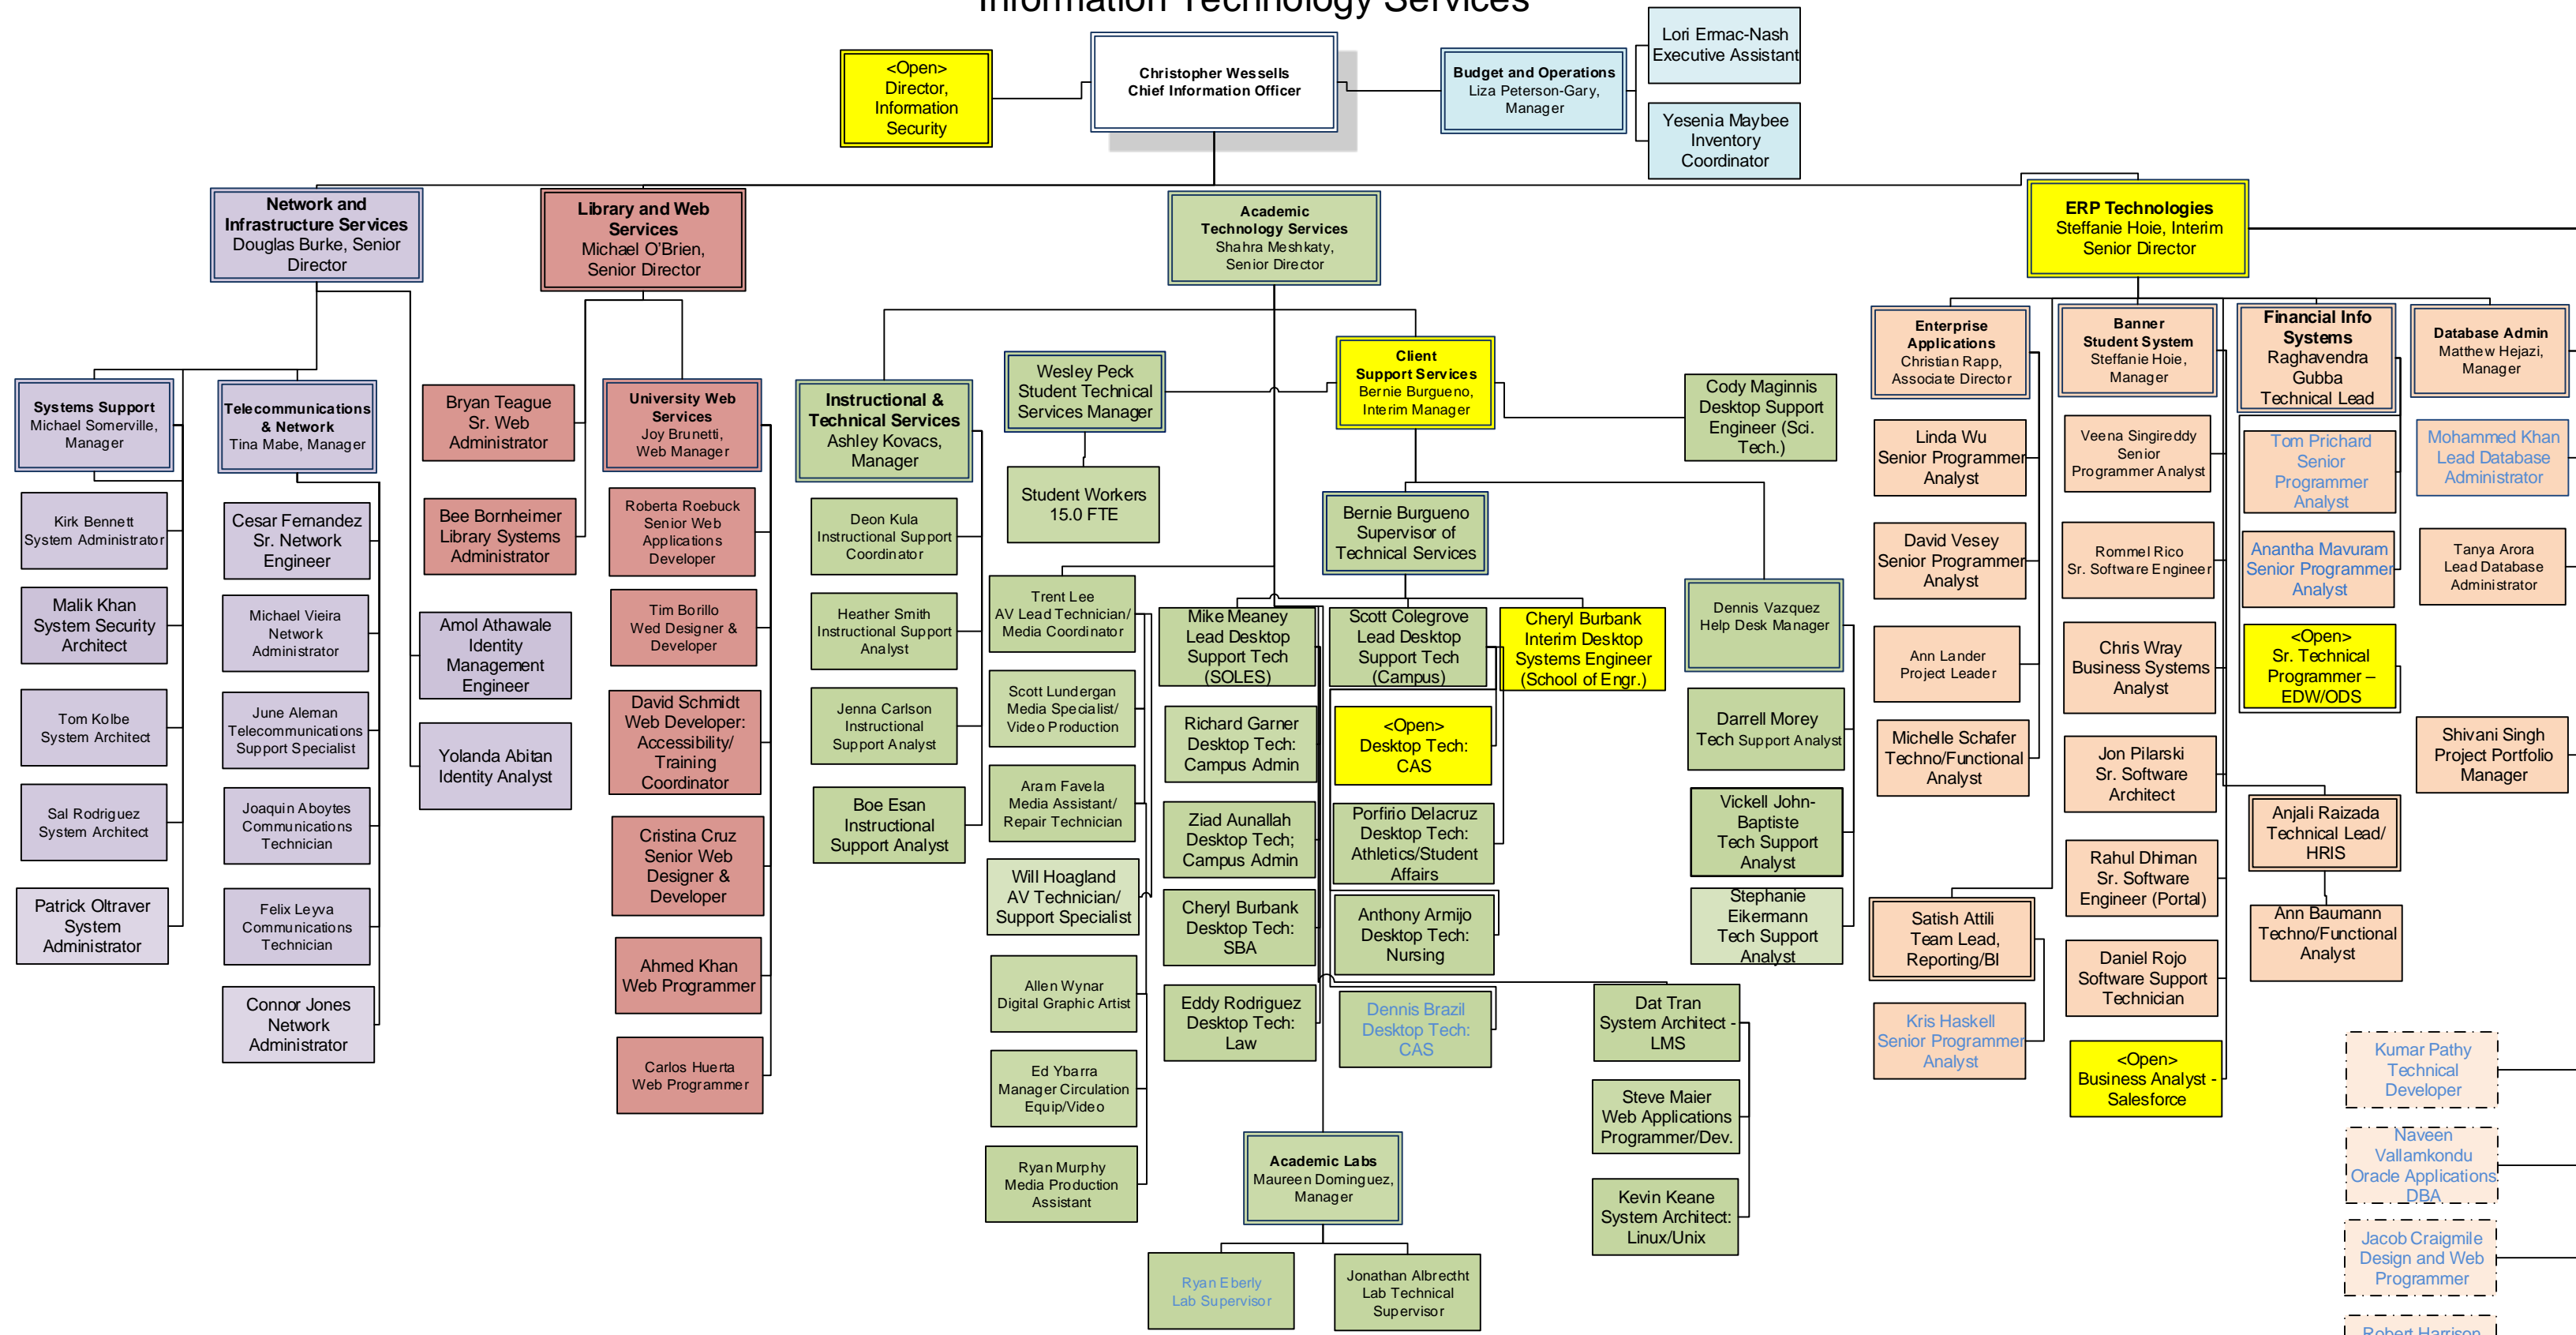 Information Technology Services
<Open>
Director,
Information
Security
Christopher Wessells
Chief Information Officer
Budget and Operations
Liza Peterson-Gary,
Manager
Lori Ermac-Nash
Executive Assistant
Yesenia Maybee
Inventory
Coordinator
Network and
Infrastructure Services
Douglas Burke, Senior
Director
Library and Web
Services
Michael O'Brien,
Senior Director
Academic
Technology Services
Shahra Meshkaty,
Senior Director
ERP Technologies
Steffanie Hoie, Interim
Senior Director
Systems Support
Michael Somerville,
Manager
Kirk Bennett
System Administrator
Malik Khan
System Security
Architect
Tom Kolbe
System Architect
Sal Rodriguez
System Architect
Patrick Oltraver
System
Administrator
Telecommunications
& Network
Tina Mabe, Manager
Cesar Fernandez
Sr. Network
Engineer
Michael Vieira
Network
Administrator
June Aleman
Telecommunications
Support Specialist
Joaquin Aboytes
Communications
Technician
Felix Leyva
Communications
Technician
Connor Jones
Network
Administrator
Amol Athawale
Identity
Management
Engineer
Yolanda Abitan
Identity Analyst
Bryan Teague
Sr. Web
Administrator
Bee Bornheimer
Library Systems
Administrator
University Web
Services
Joy Brunetti,
Web Manager
Roberta Roebuck
Senior Web
Applications
Developer
Tim Borillo
Wed Designer &
Developer
David Schmidt
Web Developer:
Accessibility/
Training
Coordinator
Cristina Cruz
Senior Web
Designer &
Developer
Ahmed Khan
Web Programmer
Carlos Huerta
Web Programmer
Instructional &
Technical Services
Ashley Kovacs,
Manager
Deon Kula
Instructional Support
Coordinator
Heather Smith
Instructional Support
Analyst
Jenna Carlson
Instructional
Support Analyst
Boe Esan
Instructional
Support Analyst
Wesley Peck
Student Technical
Services Manager
Student Workers
15.0 FTE
Client
Support Services
Bernie Burgueno,
Interim Manager
Cody Maginnis
Desktop Support
Engineer (Sci.
Tech.)
Bernie Burgueno
Supervisor of
Technical Services
Trent Lee
AV Lead Technician/
Media Coordinator
Scott Lundergan
Media Specialist/
Video Production
Aram Favela
Media Assistant/
Repair Technician
Will Hoagland
AV Technician/
Support Specialist
Allen Wynar
Digital Graphic Artist
Ed Ybarra
Manager Circulation
Equip/Video
Ryan Murphy
Media Production
Assistant
Mike Meaney
Lead Desktop
Support Tech
(SOLES)
Richard Garner
Desktop Tech:
Campus Admin
Ziad Aunallah
Desktop Tech;
Campus Admin
Cheryl Burbank
Desktop Tech:
SBA
Eddy Rodriguez
Desktop Tech:
Law
Scott Colegrove
Lead Desktop
Support Tech
(Campus)
<Open>
Desktop Tech:
CAS
Porfirio Delacruz
Desktop Tech:
Athletics/Student
Affairs
Anthony Armijo
Desktop Tech:
Nursing
Dennis Brazil
Desktop Tech:
CAS
Cheryl Burbank
Interim Desktop
Systems Engineer
(School of Engr.)
Dennis Vazquez
Help Desk Manager
Darrell Morey
Tech Support Analyst
Vickell John-
Baptiste
Tech Support
Analyst
Stephanie
Eikermann
Tech Support
Analyst
Dat Tran
System Architect -
LMS
Steve Maier
Web Applications
Programmer/Dev.
Kevin Keane
System Architect:
Linux/Unix
Academic Labs
Maureen Dominguez,
Manager
Ryan Eberly
Lab Supervisor
Jonathan Albrectht
Lab Technical
Supervisor
Enterprise
Applications
Christian Rapp,
Associate Director
Linda Wu
Senior Programmer
Analyst
David Vesey
Senior Programmer
Analyst
Ann Lander
Project Leader
Michelle Schafer
Techno/Functional
Analyst
Satish Attili
Team Lead,
Reporting/BI
Kris Haskell
Senior Programmer
Analyst
Banner
Student System
Steffanie Hoie,
Manager
Veena Singireddy
Senior
Programmer Analyst
Rommel Rico
Sr. Software Engineer
Chris Wray
Business Systems
Analyst
Jon Pilarski
Sr. Software
Architect
Rahul Dhiman
Sr. Software
Engineer (Portal)
Daniel Rojo
Software Support
Technician
<Open>
Business Analyst -
Salesforce
Financial Info
Systems
Raghavendra
Gubba
Technical Lead
Tom Prichard
Senior
Programmer
Analyst
Anantha Mavuram
Senior Programmer
Analyst
<Open>
Sr. Technical
Programmer –
EDW/ODS
Anjali Raizada
Technical Lead/
HRIS
Ann Baumann
Techno/Functional
Analyst
Database Admin
Matthew Hejazi,
Manager
Mohammed Khan
Lead Database
Administrator
Tanya Arora
Lead Database
Administrator
Shivani Singh
Project Portfolio
Manager
Kumar Pathy
Technical
Developer
Naveen
Vallamkondu
Oracle Applications
DBA
Jacob Craigmile
Design and Web
Programmer
Robert Harrison